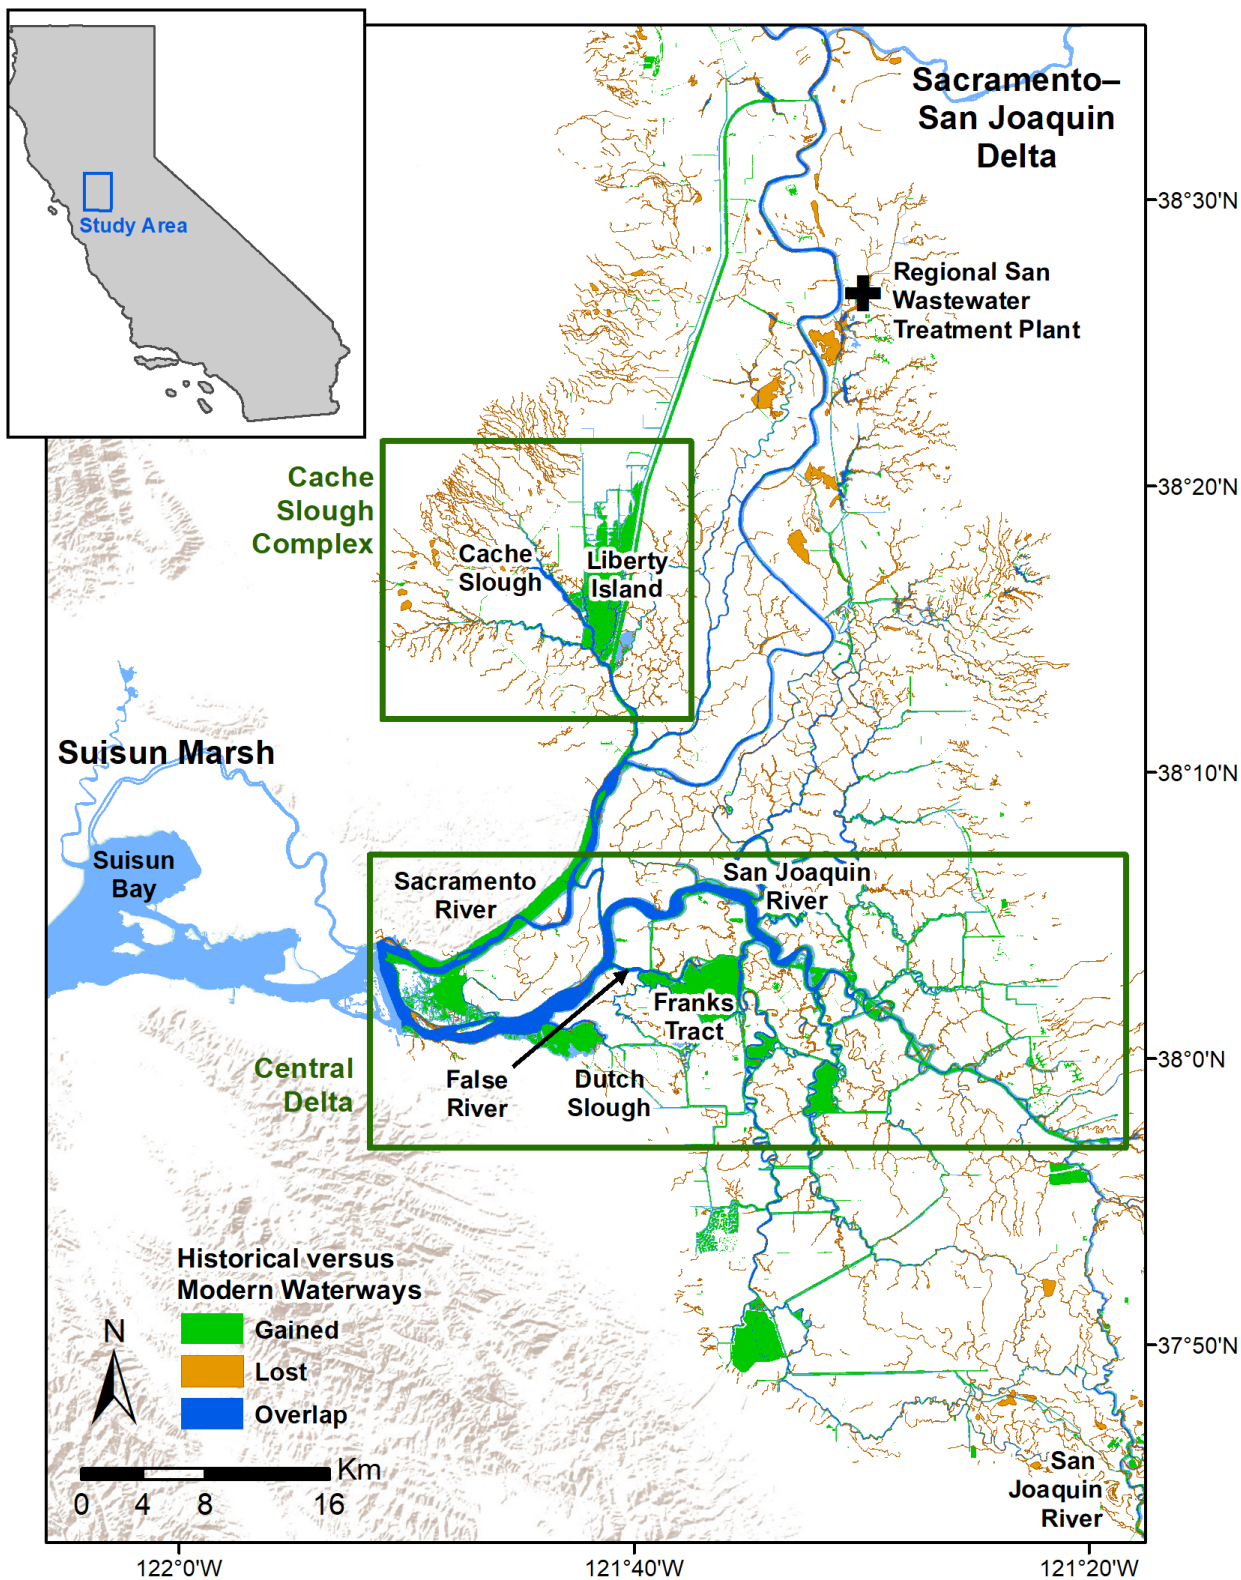 Study Area
Sacramento–
San Joaquin
Delta
38°30'N
Regional San
Wastewater
Treatment Plant
Cache
Slough
Complex
38°20'N
Cache
Slough
Liberty
Island
Suisun Marsh
38°10'N
Suisun
Bay
Sacramento
River
San Joaquin
River
Franks
Tract
38°0'N
Central
Delta
False
River
Dutch
Slough
Historical versus
Modern Waterways
N
Gained
Lost
Overlap
37°50'N
Km
0 4 8 16
San
Joaquin
River
122°0'W 121°40'W 121°20'W